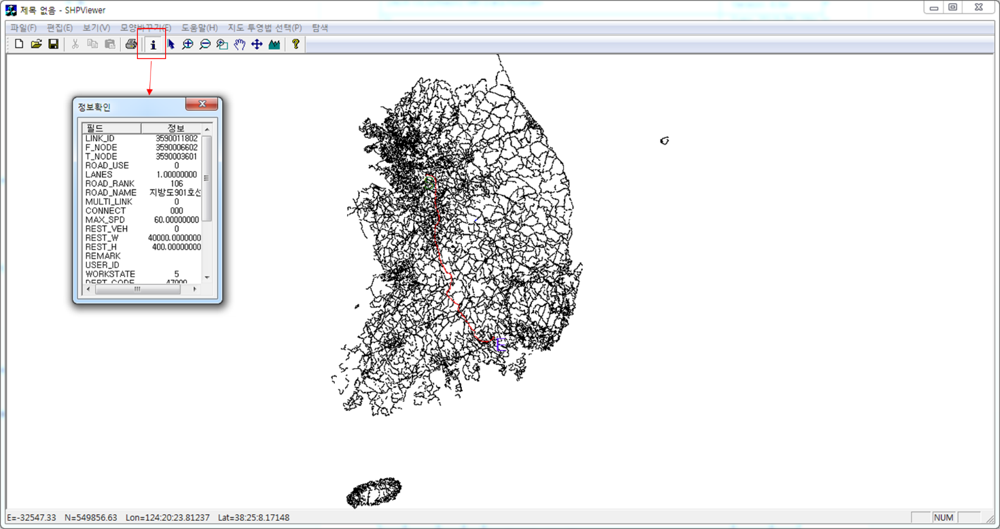 제목 없음 - SHPViewer
파일(F) 편집(E) 보기(V) 모양바꾸기(E) 도움말(H) 지도 투영법 선택(P) 탐색
정보확인
필드 정보
LINK_ID 3590011802
F_NODE 3590006602
T_NODE 3590003601
ROAD_USE 0
LANES 1.00000000
ROAD_RANK 106
ROAD_NAME 지방도901호선
MULTI_LINK 0
CONNECT 000
MAX_SPD 60.00000000
REST_VEH 0
REST_W 40000.0000000
REST_H 400.00000000
REMARK
USER_ID
WORKSTATE 5
DEPT_CODE 47000
E
E=-32547.33 N=549856.63 Lon=124:20:23.81237 Lat=38:25:8.17148
NUM